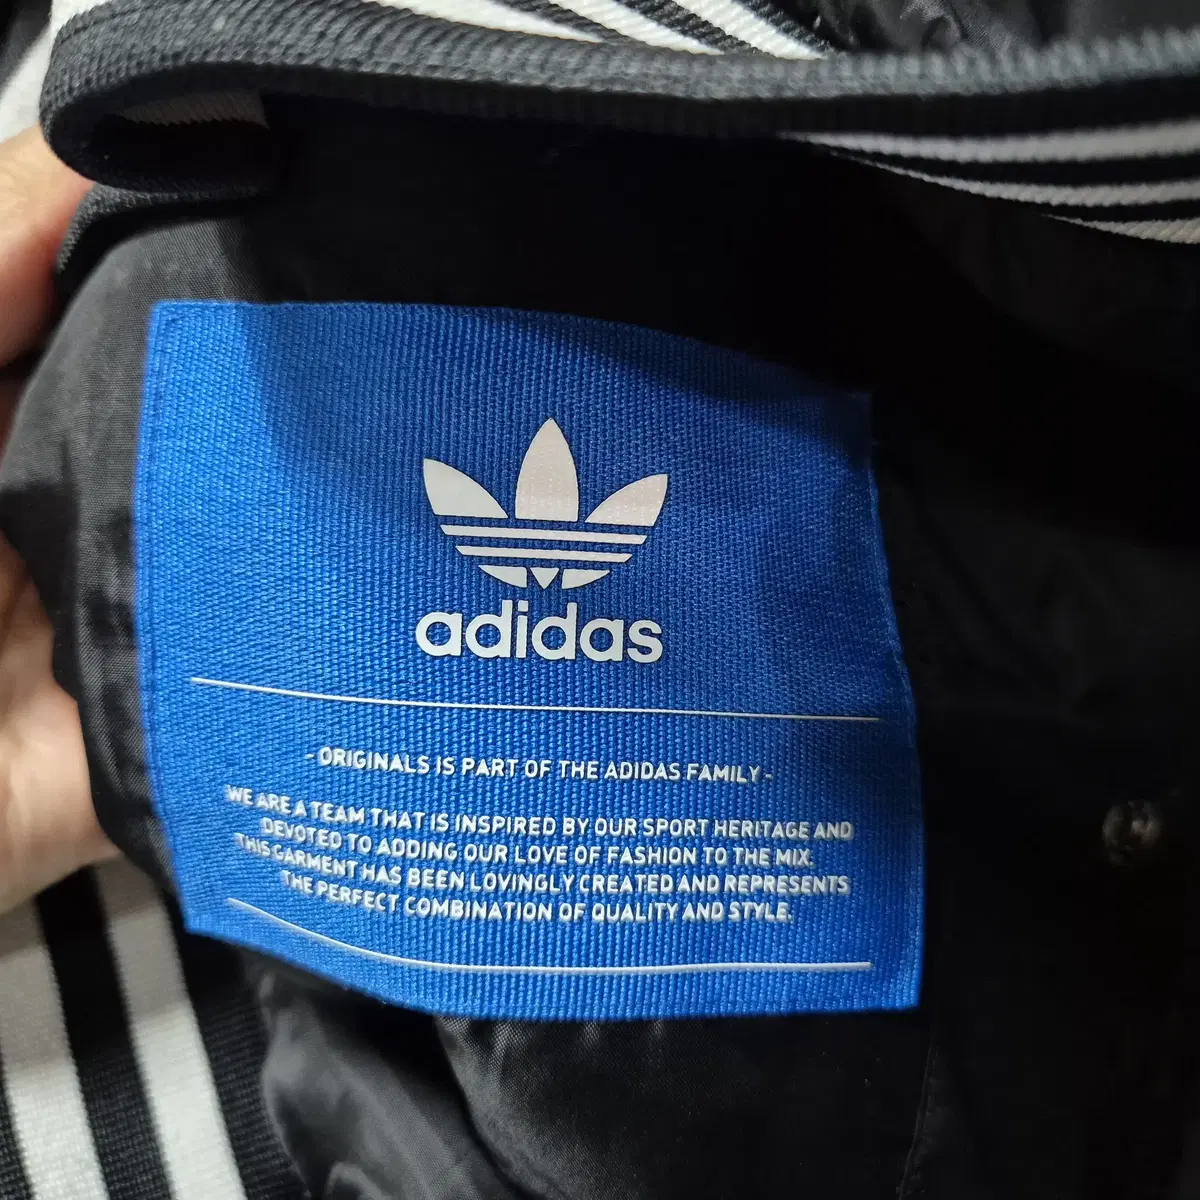 adidas
- ORIGINALS IS PART OF THE ADIDAS FAMILY -
WE ARE A TEAM THAT IS INSPIRED BY OUR SPORT HERITAGE AND
DEVOTED TO ADDING OUR LOVE OF FASHION TO THE MIX.
THIS GARMENT HAS BEEN LOVINGLY CREATED AND REPRESENTS
THE PERFECT COMBINATION OF QUALITY AND STYLE.